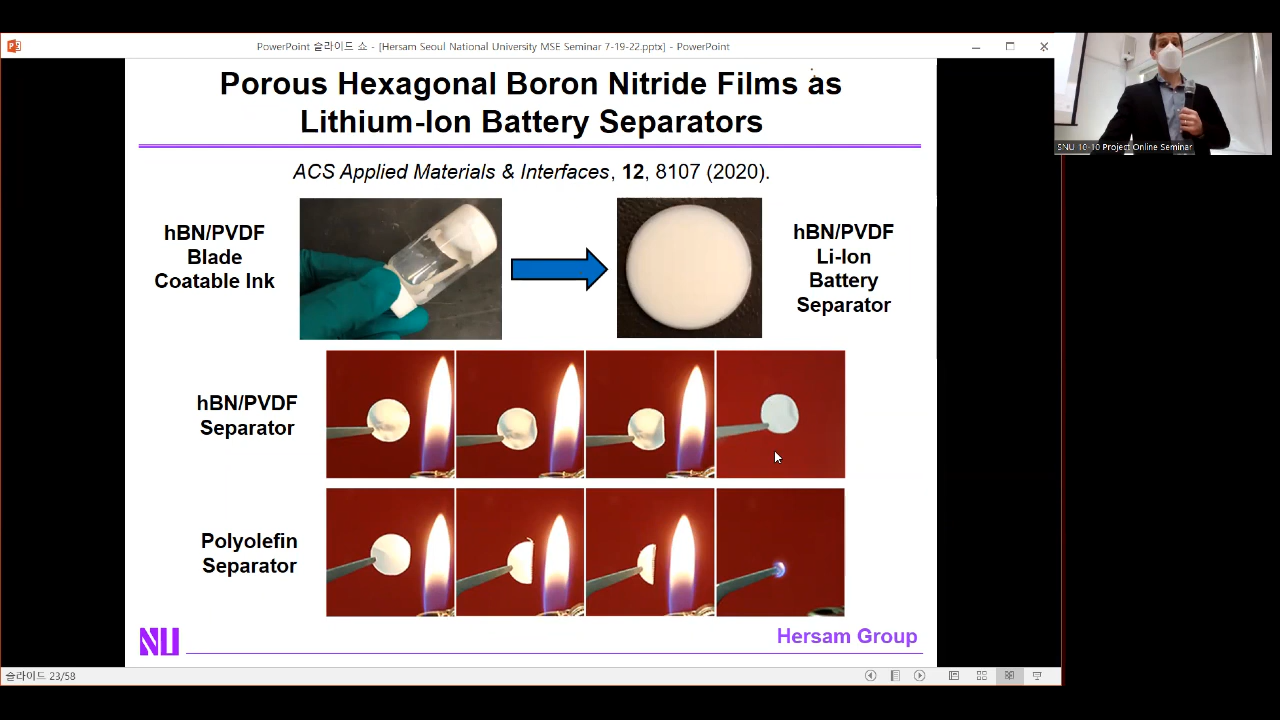 PowerPoint 슬라이드 쇼 - [Hersam Seoul National University MSE Seminar 7-19-22.pptx] - PowerPoint
Porous Hexagonal Boron Nitride Films as
Lithium-Ion Battery Separators
ACS Applied Materials & Interfaces, 12, 8107 (2020).
hBN/PVDF
Blade
Coatable Ink
hBN/PVDF
Li-Ion
Battery
Separator
hBN/PVDF
Separator
Polyolefin
Separator
NU
Hersam Group
슬라이드 23/58
SNU 10-10 Project Online Seminar